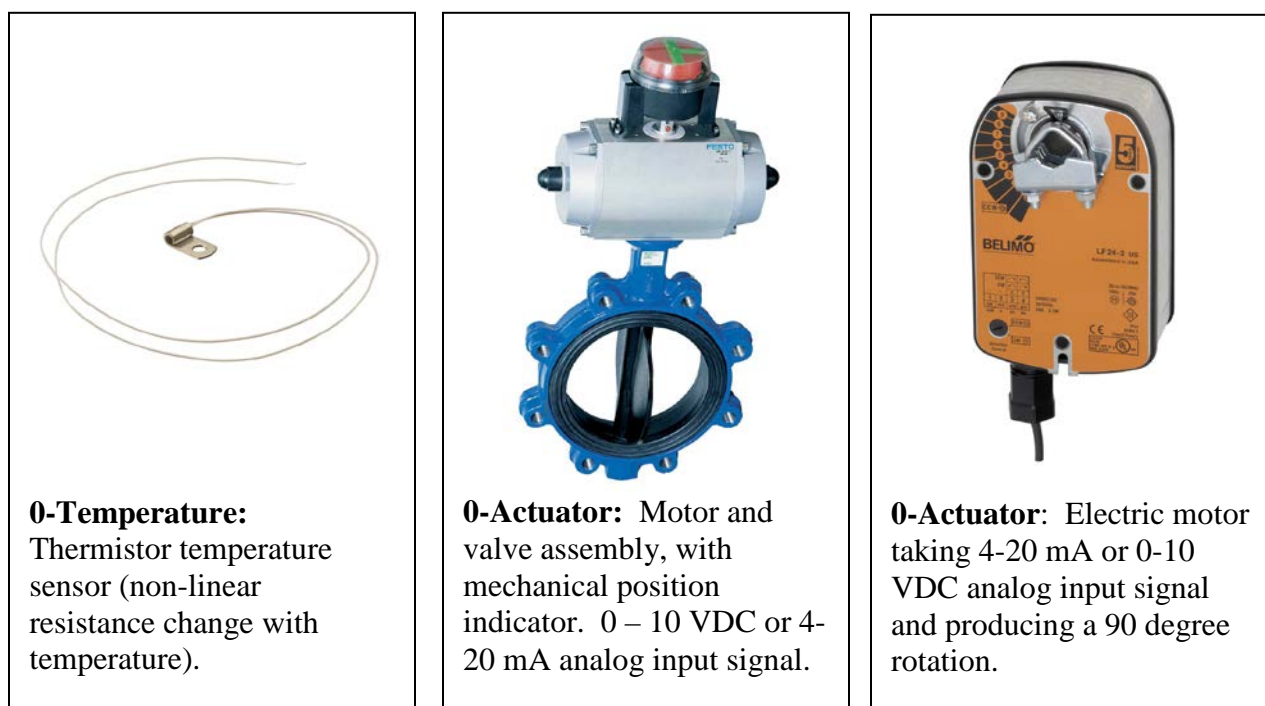 0-Temperature:
Thermistor temperature
sensor (non-linear
resistance change with
temperature).
FESTO
0-Actuator: Motor and
valve assembly, with
mechanical position
indicator. 0 – 10 VDC or 4-
20 mA analog input signal.
5
BELIMO
LF24-3 US
0-Actuator: Electric motor
taking 4-20 mA or 0-10
VDC analog input signal
and producing a 90 degree
rotation.